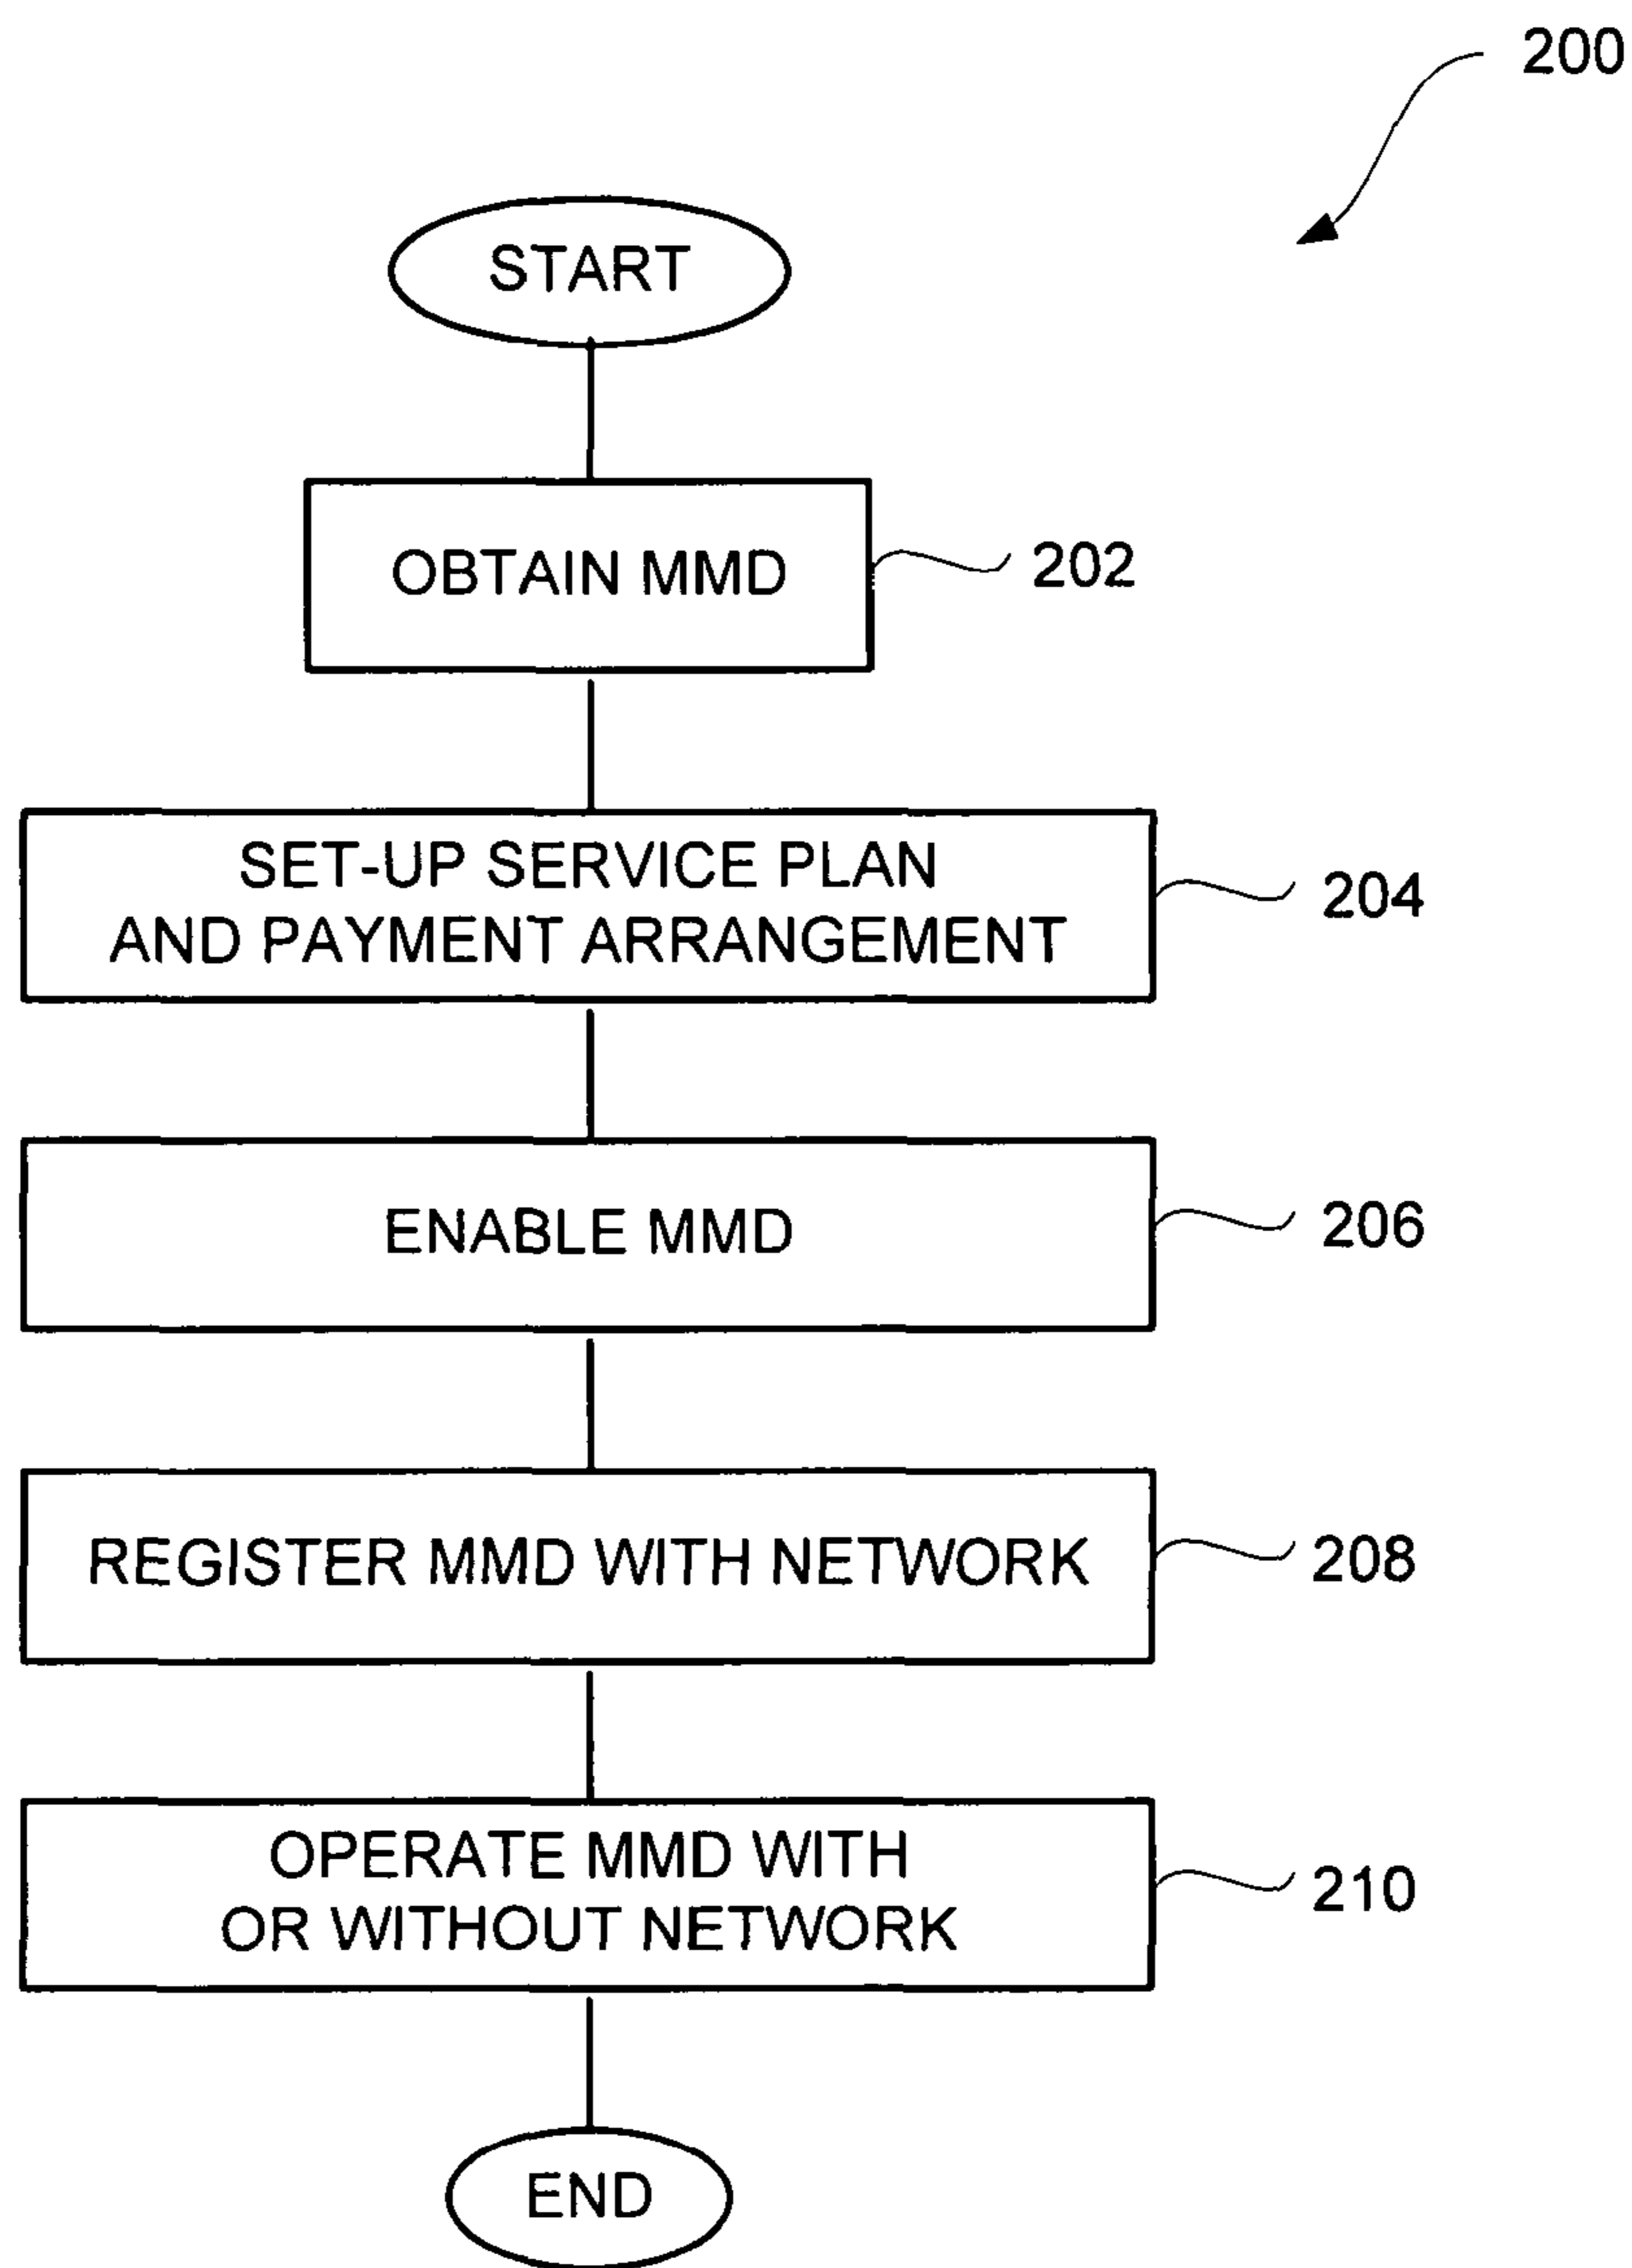 200
START
OBTAIN MMD
202
SET-UP SERVICE PLAN
AND PAYMENT ARRANGEMENT
204
ENABLE MMD
206
REGISTER MMD WITH NETWORK
208
OPERATE MMD WITH
OR WITHOUT NETWORK
210
END